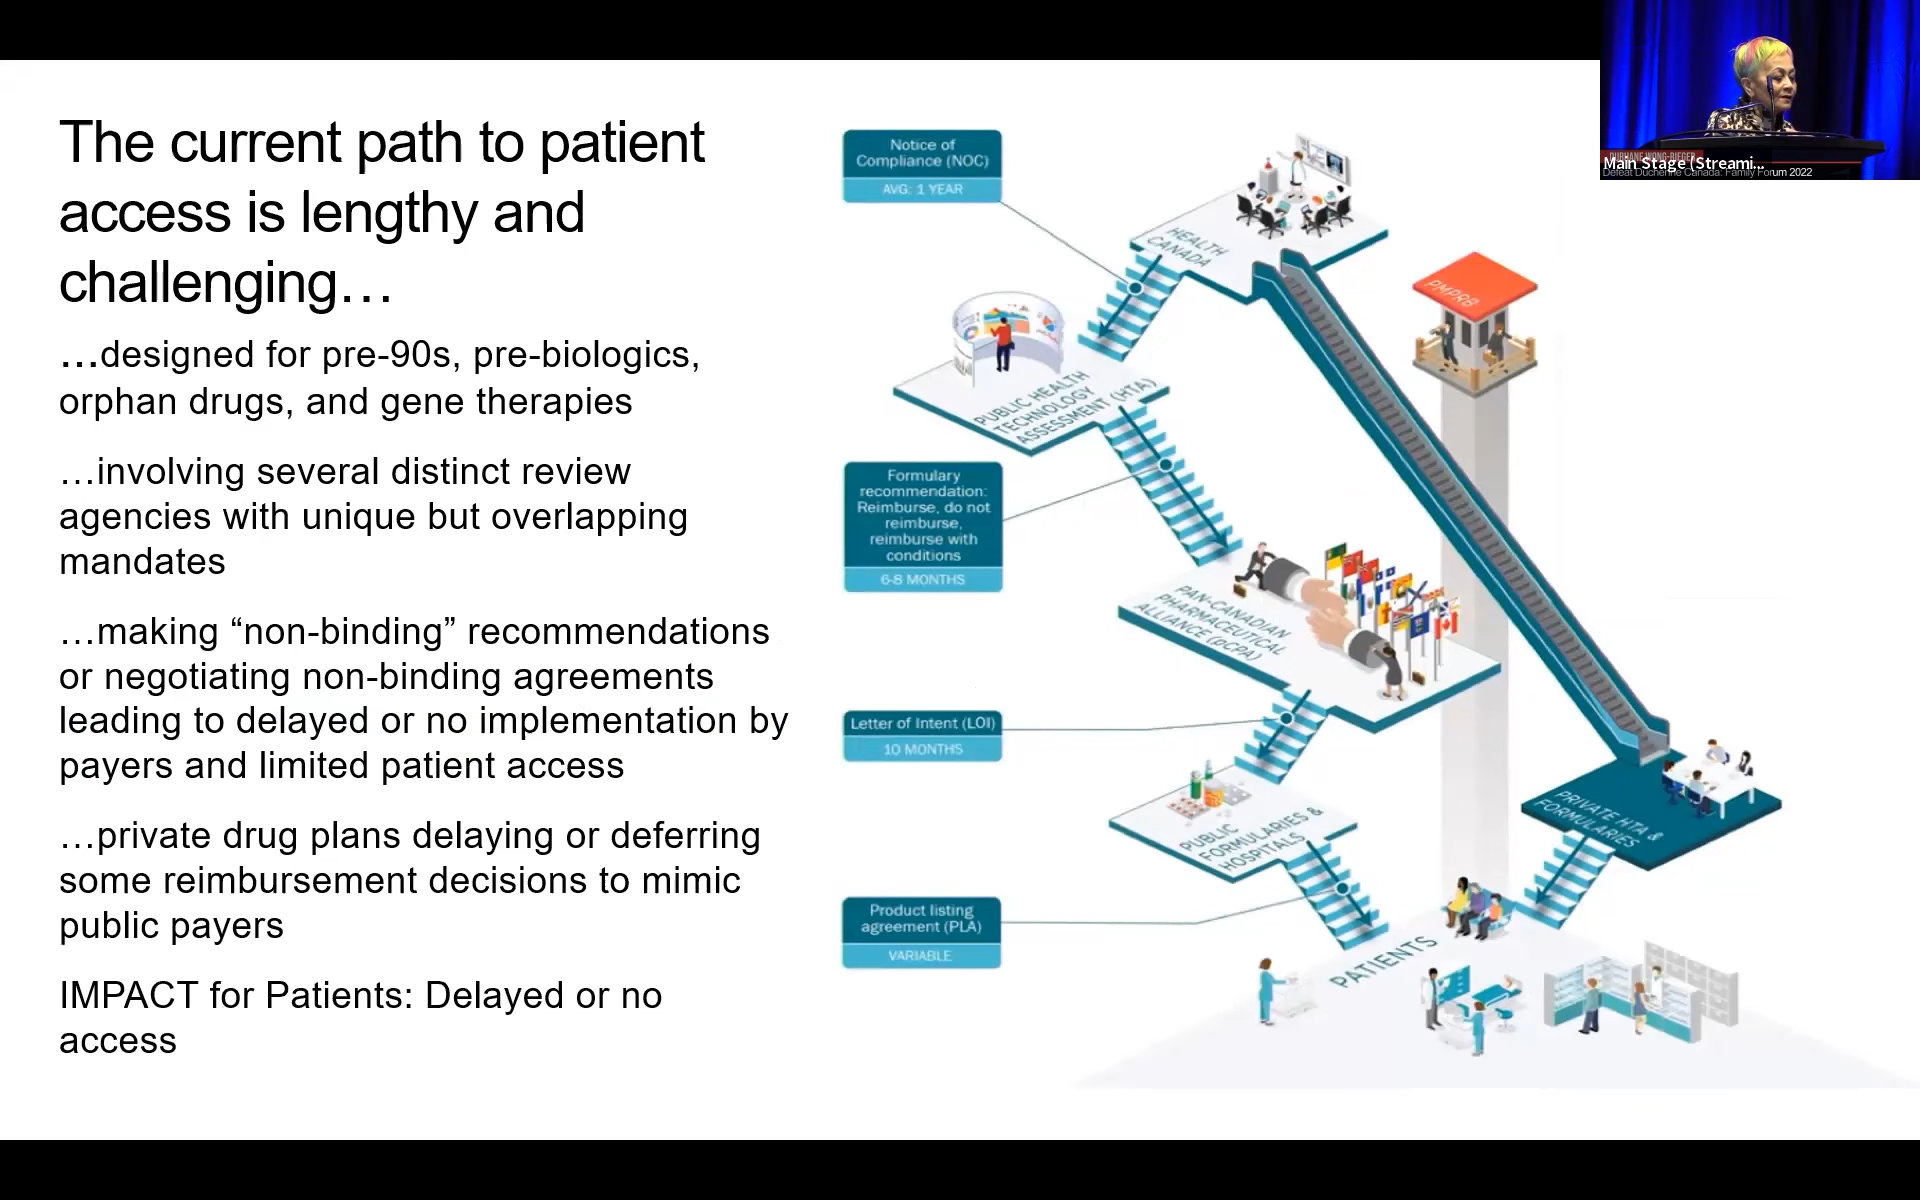 The current path to patient
access is lengthy and
challenging…
…designed for pre-90s, pre-biologics,
orphan drugs, and gene therapies
…involving several distinct review
agencies with unique but overlapping
mandates
…making “non-binding” recommendations
or negotiating non-binding agreements
leading to delayed or no implementation by
payers and limited patient access
…private drug plans delaying or deferring
some reimbursement decisions to mimic
public payers
IMPACT for Patients: Delayed or no
access
Notice of
Compliance (NOC)
AVG: 1 YEAR
HEALTH
CANADA
PMPRB
PUBLIC HEALTH
TECHNOLOGY
ASSESSMENT (HTA)
Formulary
recommendation:
Reimburse, do not
reimburse,
reimburse with
conditions
6-8 MONTHS
PAN-CANADIAN
PHARMACEUTICAL
ALLIANCE (pCPA)
Letter of Intent (LOI)
10 MONTHS
PUBLIC
FORMULARIES &
HOSPITALS
PRIVATE HTA &
FORMULARIES
Product listing
agreement (PLA)
VARIABLE
PATIENTS
Main Stage (Streami...
Defeat Duchenne Canada: Family Forum 2022